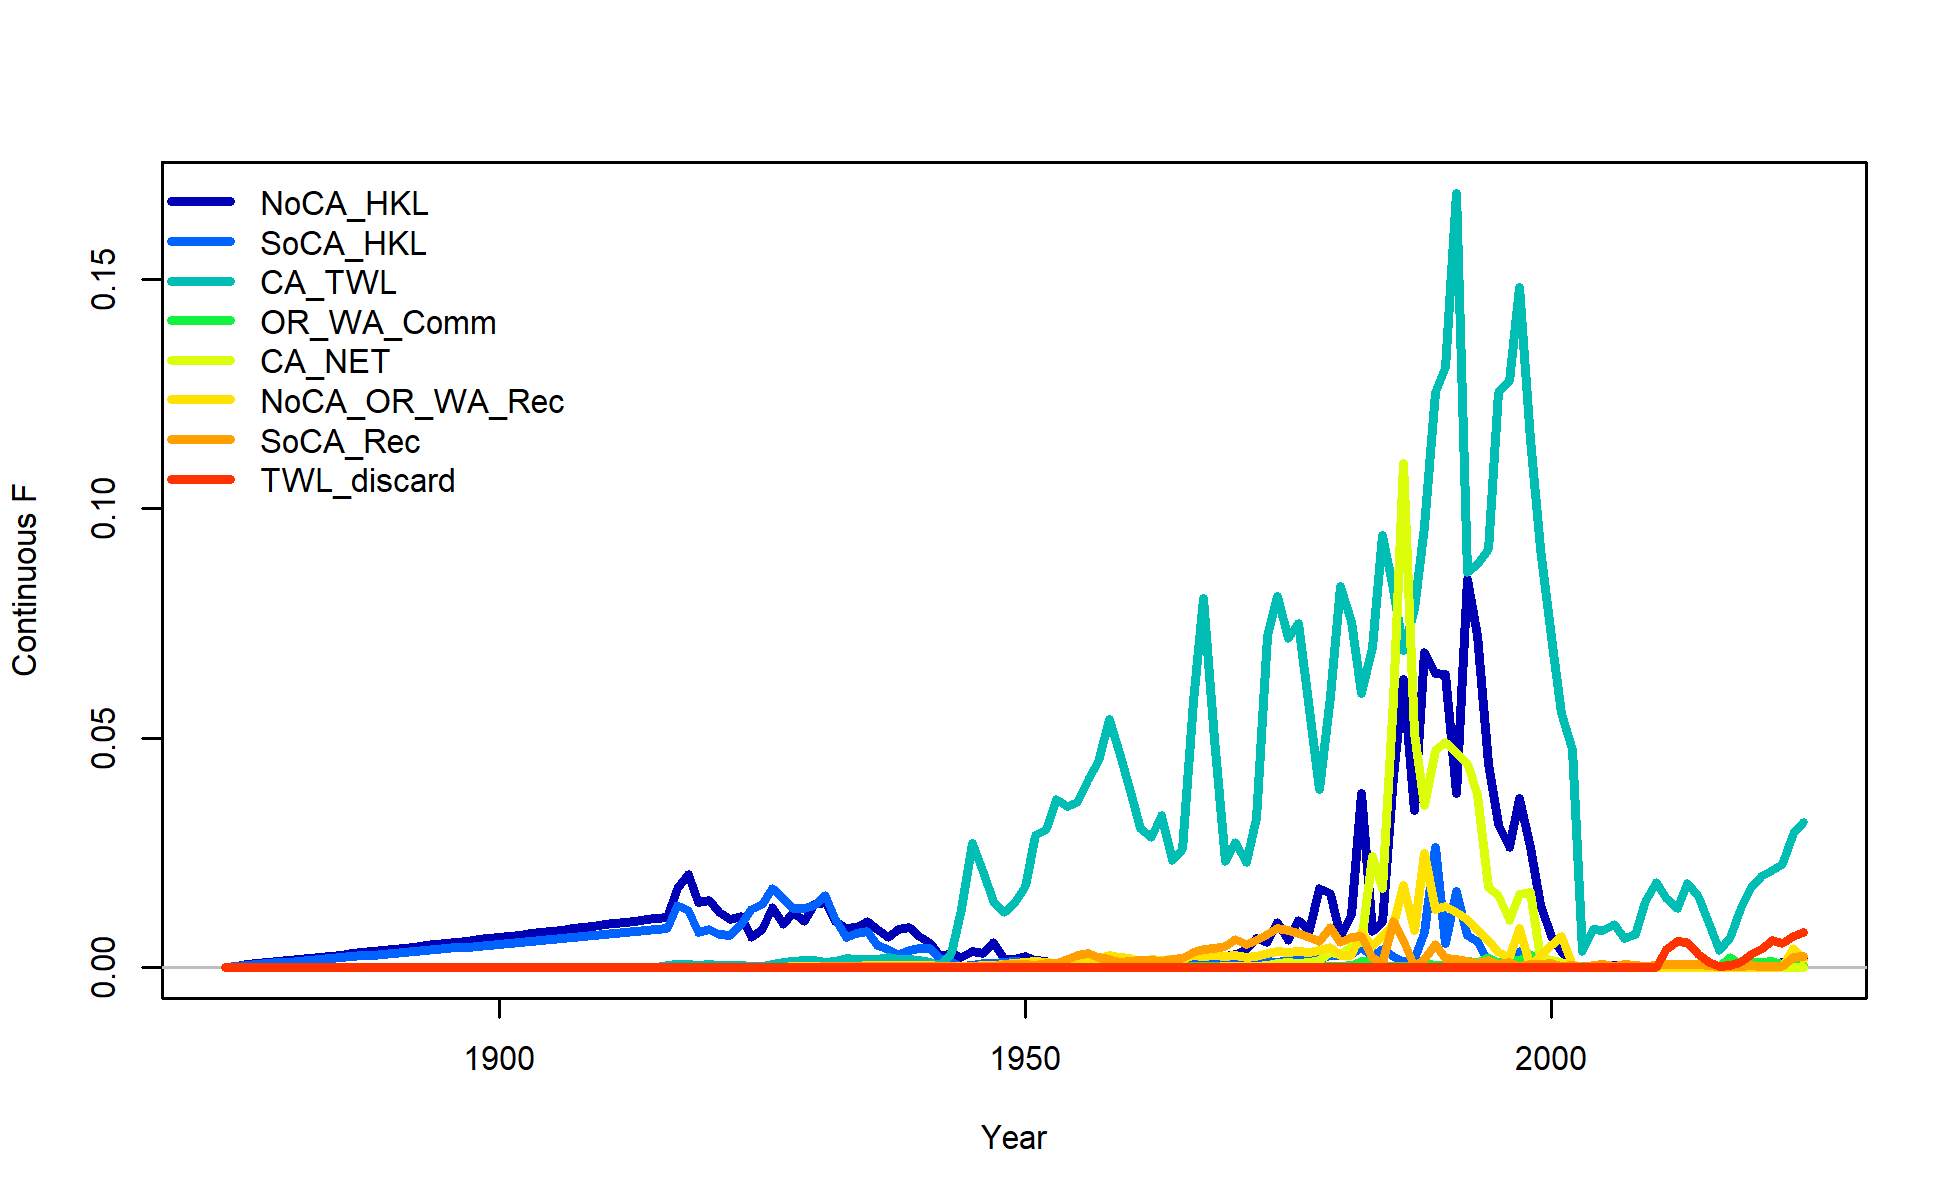 NoCA_HKL
SoCA_HKL
CA_TWL
OR_WA_Comm
CA_NET
NoCA_OR_WA_Rec
SoCA_Rec
TWL_discard
Continuous F
0.15
0.10
0.05
0.00
1900 1950 2000
Year